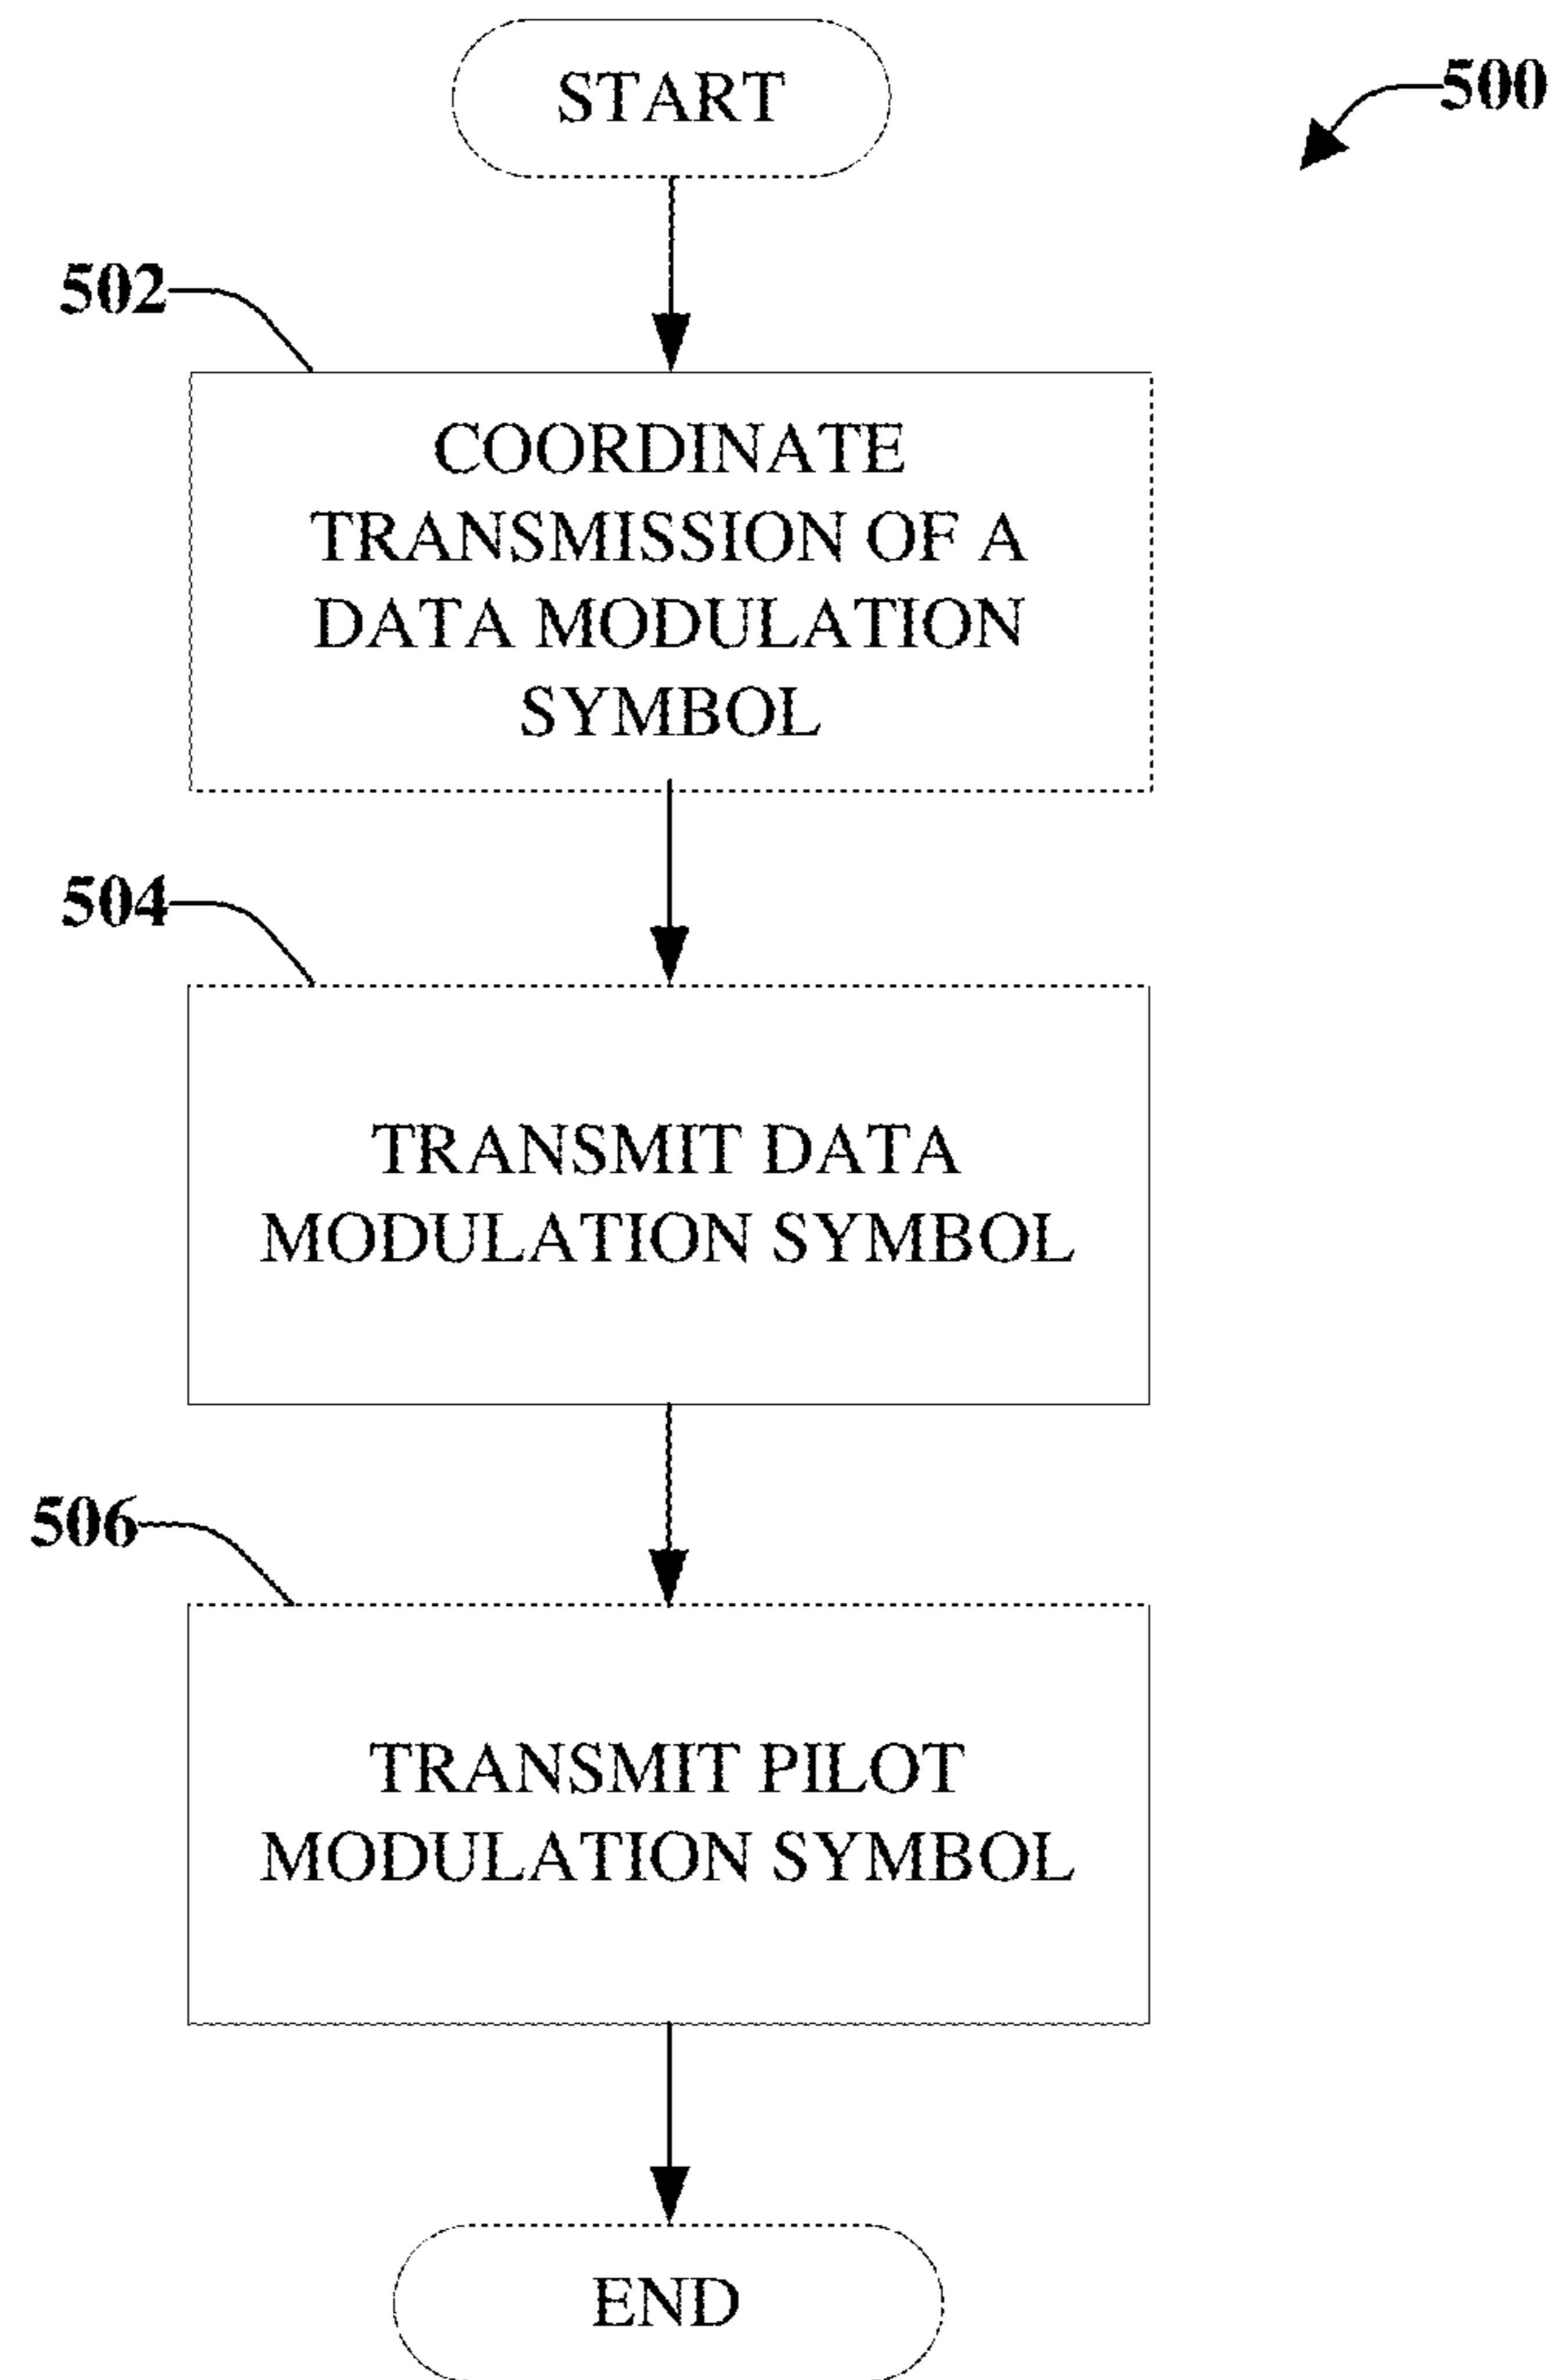 START
500
502
COORDINATE
TRANSMISSION OF A
DATA MODULATION
SYMBOL
504
TRANSMIT DATA
MODULATION SYMBOL
506
TRANSMIT PILOT
MODULATION SYMBOL
END